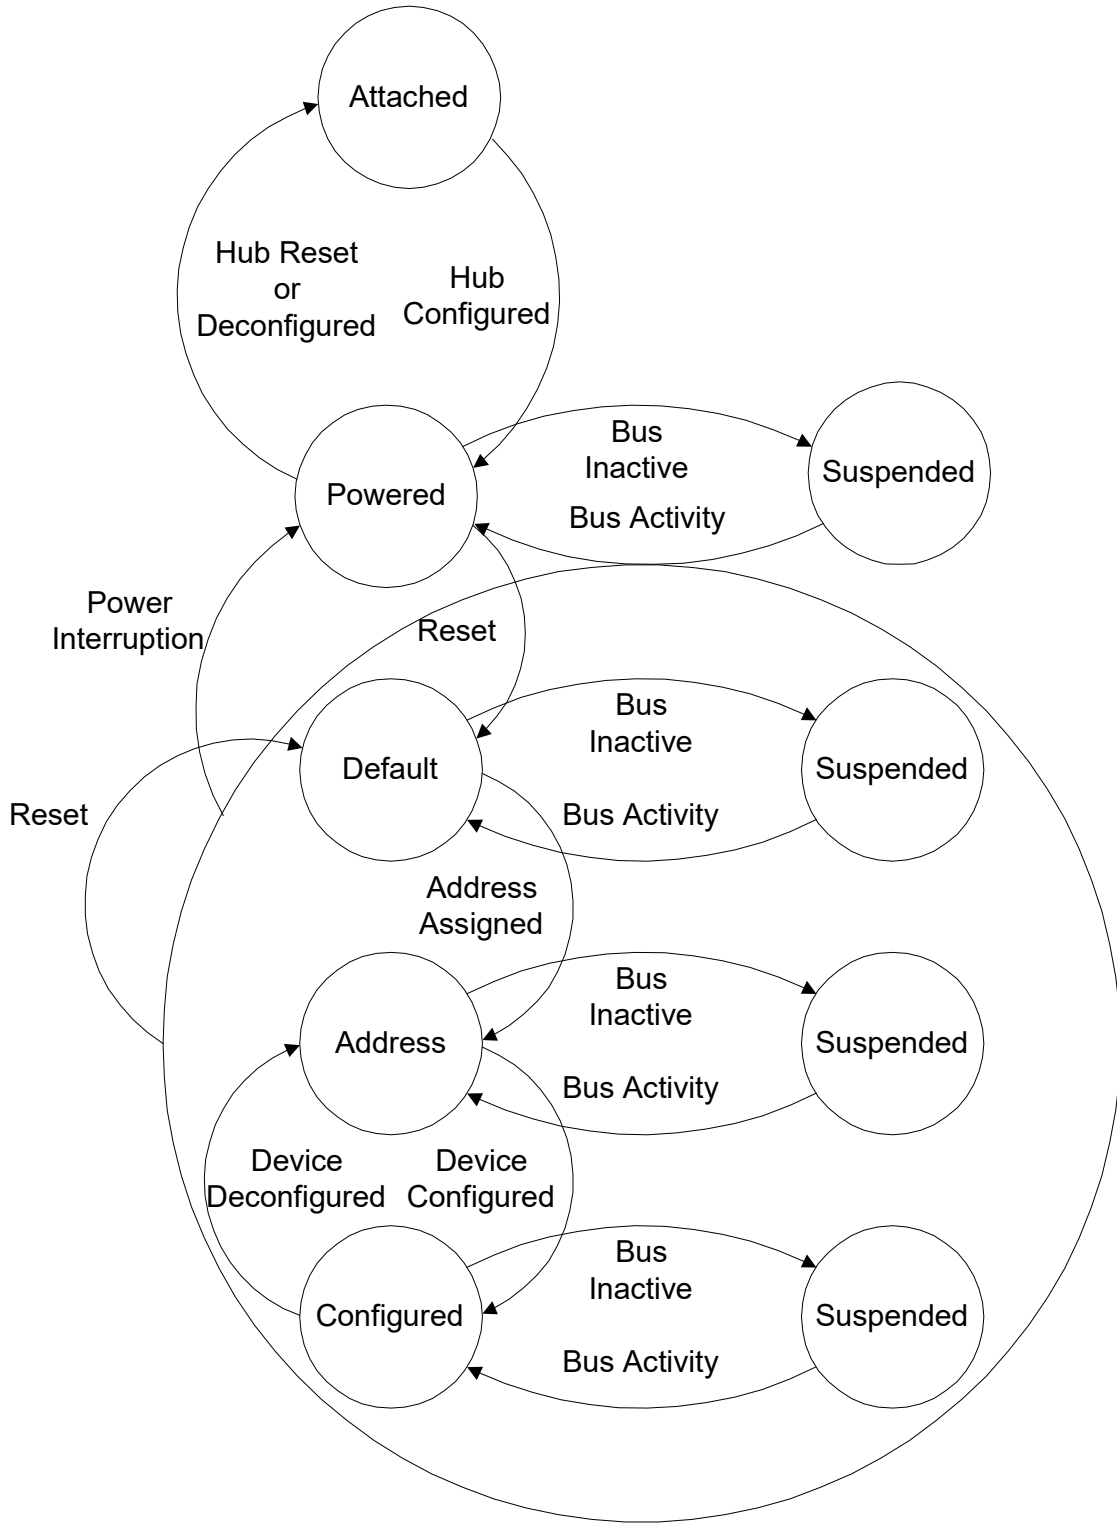 Attached
Hub Reset
or
Deconfigured
Hub
Configured
Bus
Inactive
Powered
Suspended
Bus Activity
Power
Interruption
Reset
Bus
Inactive
Default
Suspended
Reset
Bus Activity
Address
Assigned
Bus
Inactive
Address
Suspended
Bus Activity
Device
Deconfigured
Device
Configured
Bus
Inactive
Configured
Suspended
Bus Activity